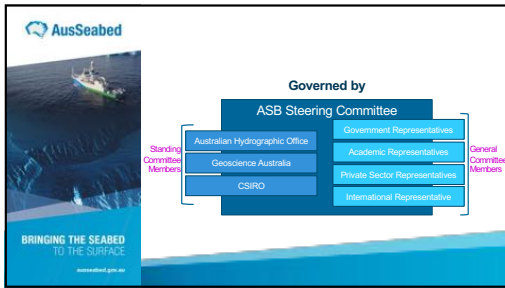 AusSeabed
Governed by
ASB Steering Committee
Standing
Committee
Members
Australian Hydrographic Office
Geoscience Australia
CSIRO
Government Representatives
Academic Representatives
Private Sector Representatives
International Representative
General
Committee
Members
BRINGING THE SEABED
TO THE SURFACE
ausseabed.gov.au